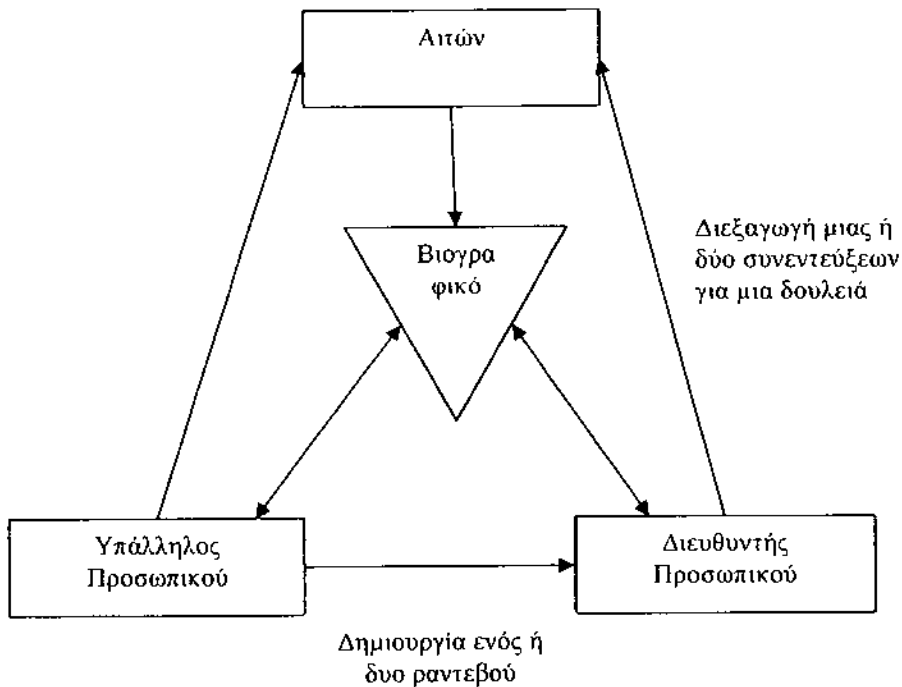 Αιτών
Βιογρα
φικό
Διεξαγωγή μιας ή
δύο συνεντεύξεων
για μια δουλειά
Υπάλληλος
Προσωπικού
Διευθυντής
Προσωπικού
Δημιουργία ενός ή
δυο ραντεβού